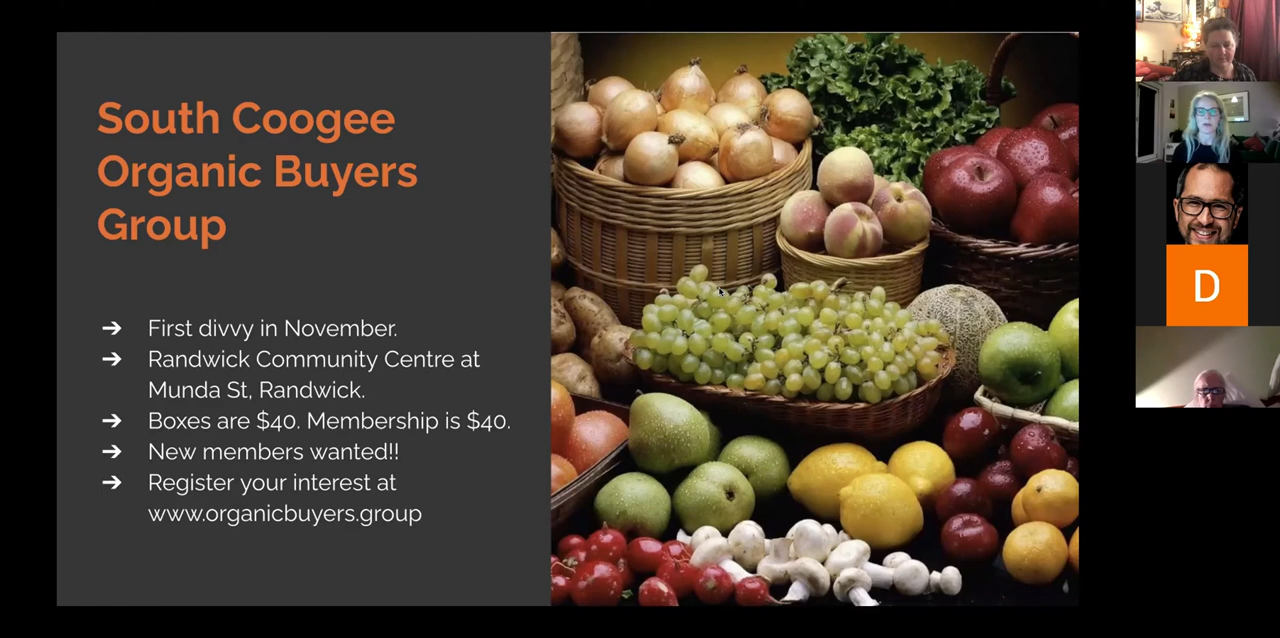 South Coogee
Organic Buyers
Group
➔ First divvy in November.
➔ Randwick Community Centre at
Munda St, Randwick.
➔ Boxes are $40. Membership is $40.
➔ New members wanted!!
➔ Register your interest at
www.organicbuyers.group
D